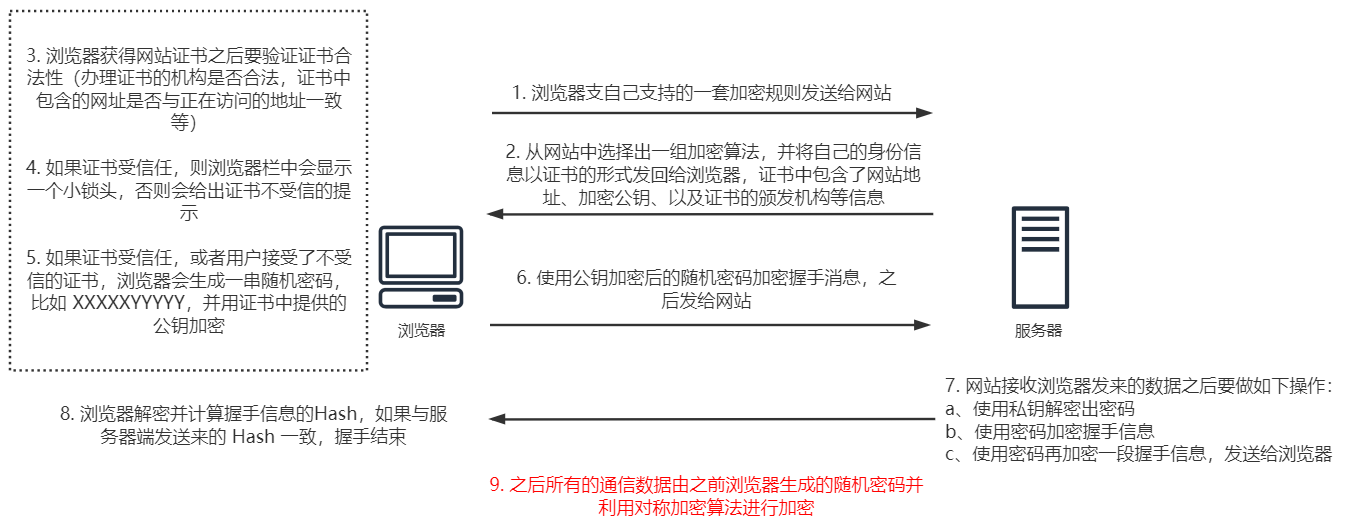 3. 浏览器获得网站证书之后要验证证书合
法性（办理证书的机构是否合法，证书中
包含的网址是否与正在访问的地址一致
等）
4. 如果证书受信任，则浏览器栏中会显示
一个小锁头，否则会给出证书不受信的提
示
5. 如果证书受信任，或者用户接受了不受
信的证书，浏览器会生成一串随机密码，
比如 XXXXXYYYYY，并用证书中提供的
公钥加密
1. 浏览器支自己支持的一套加密规则发送给网站
2. 从网站中选择出一组加密算法，并将自己的身份信
息以证书的形式发回给浏览器，证书中包含了网站地
址、加密公钥、以及证书的颁发机构等信息
6. 使用公钥加密后的随机密码加密握手消息，之
后发给网站
浏览器
服务器
7. 网站接收浏览器发来的数据之后要做如下操作：
a、使用私钥解密出密码
b、使用密码加密握手信息
c、使用密码再加密一段握手信息，发送给浏览器
8. 浏览器解密并计算握手信息的Hash，如果与服
务器端发送来的 Hash 一致，握手结束
9. 之后所有的通信数据由之前浏览器生成的随机密码并
利用对称加密算法进行加密